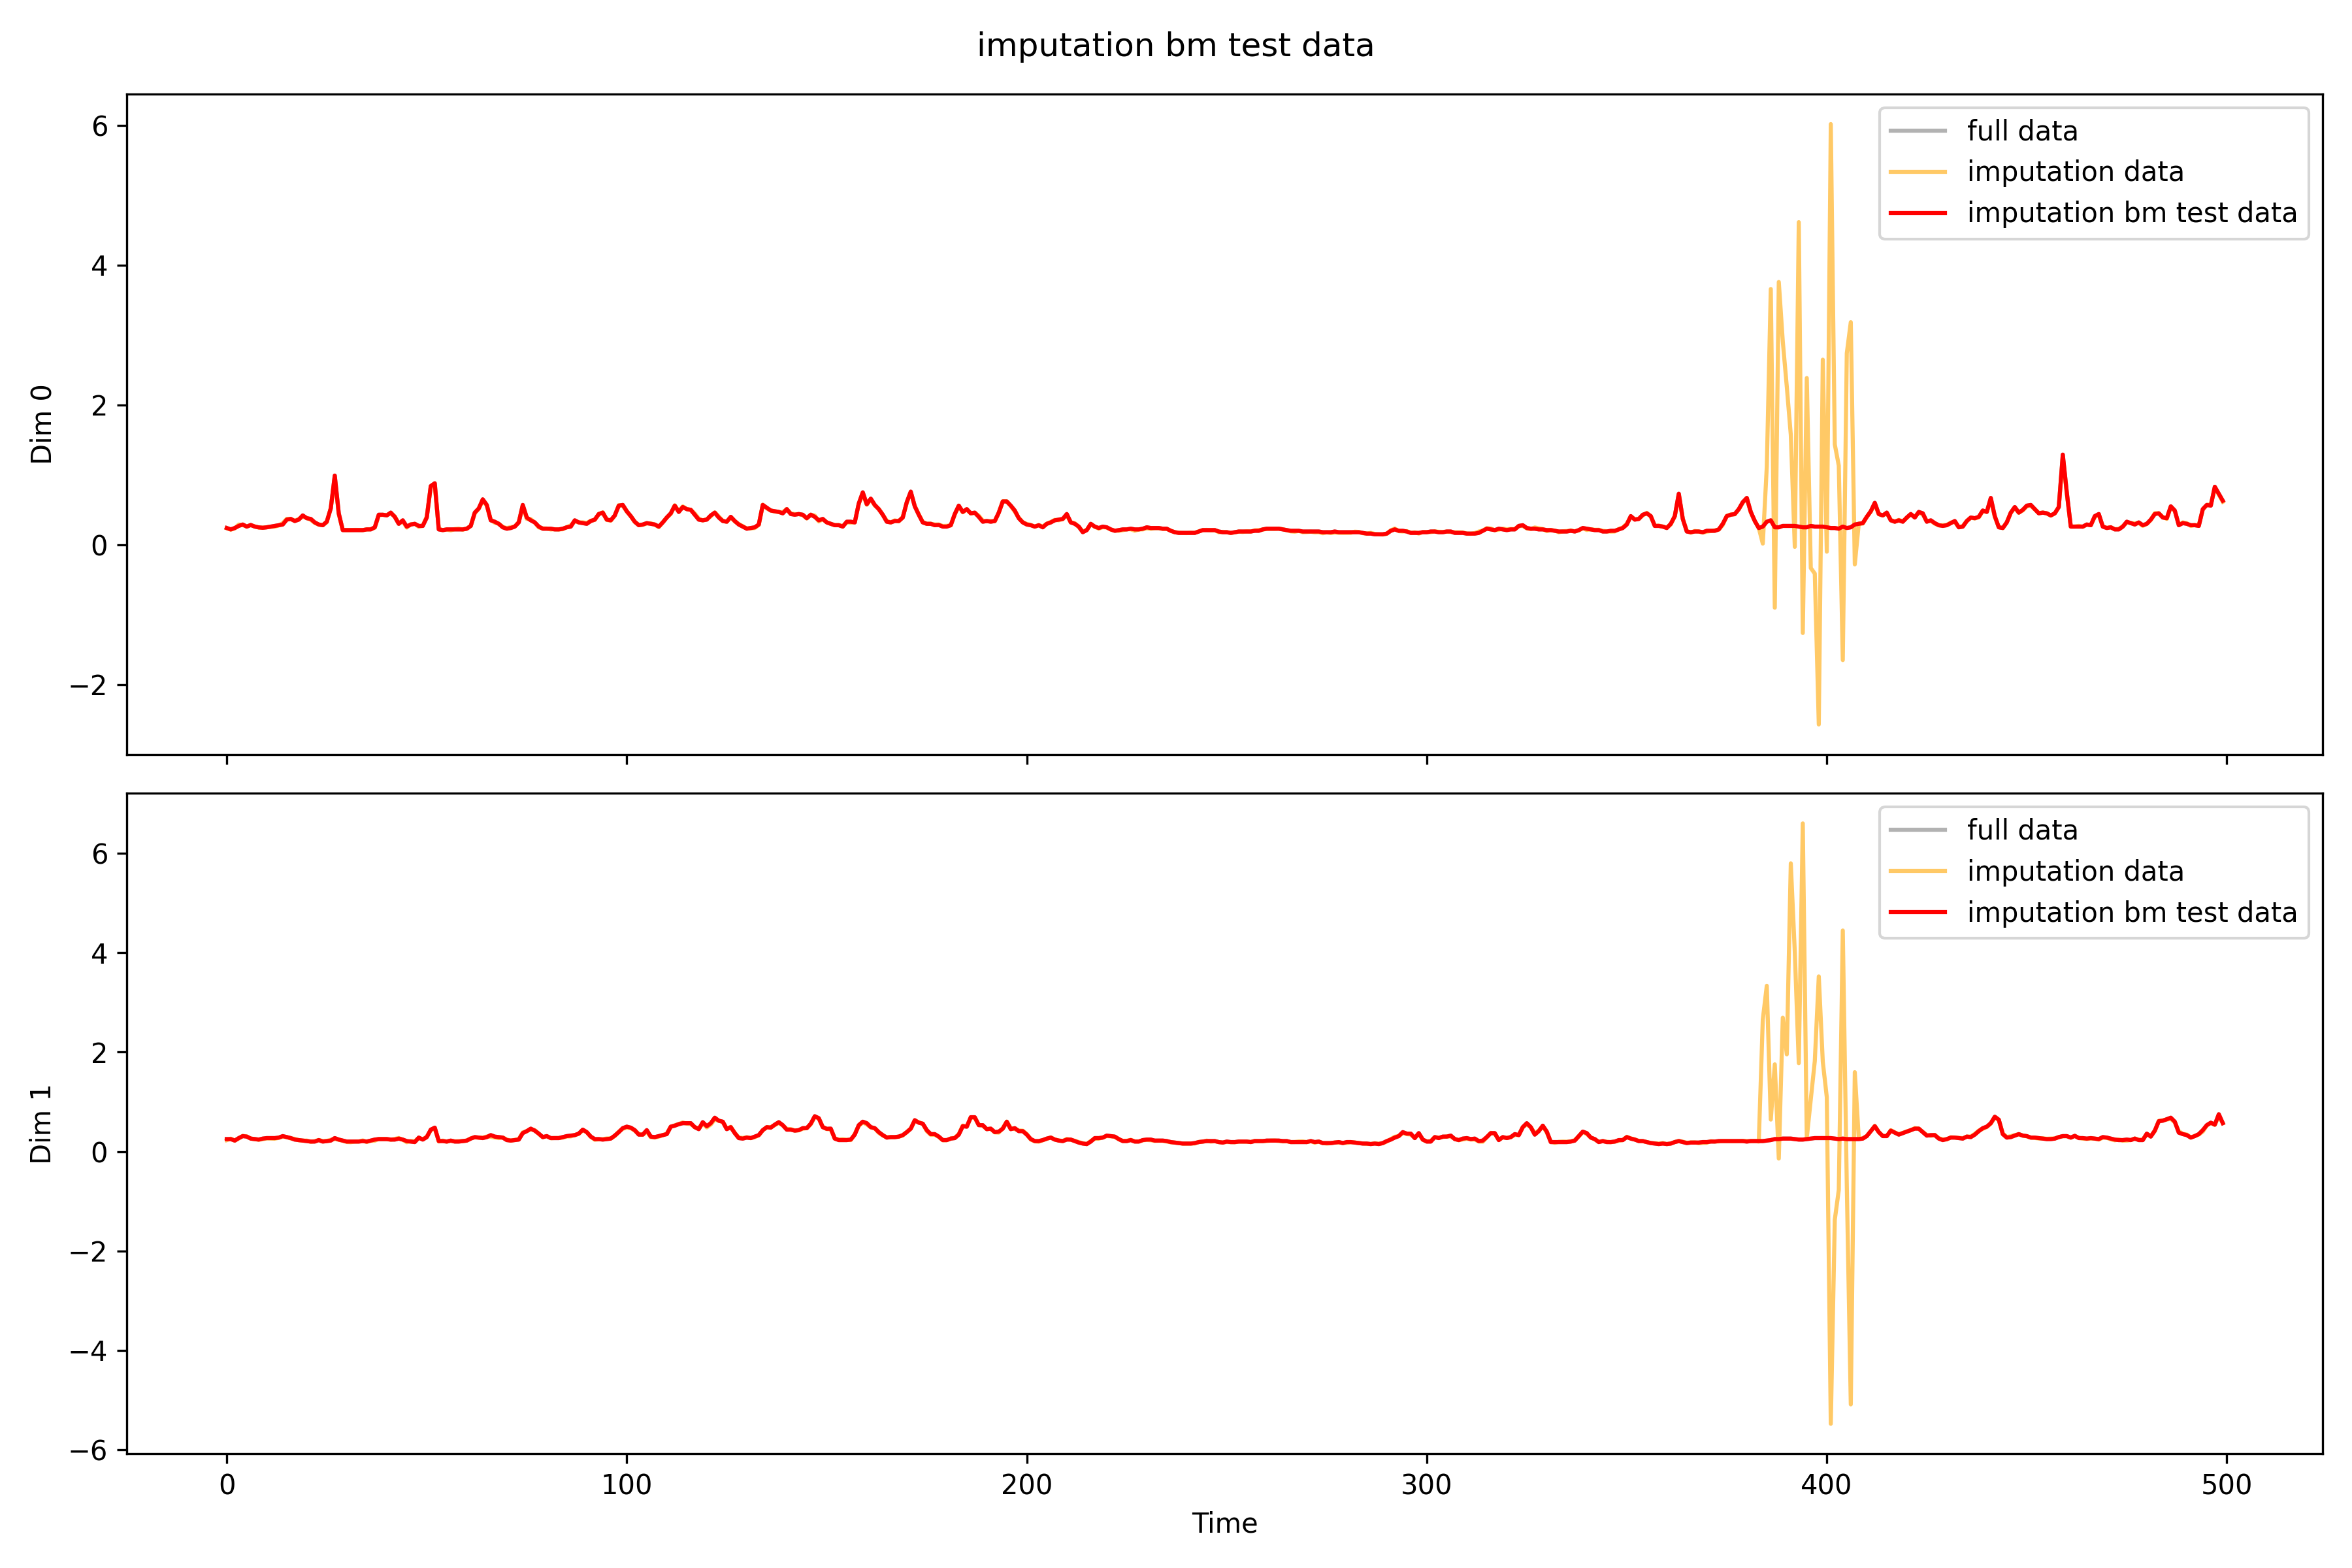 imputation bm test data
6
4
2
0
−2
Dim 0
full data
imputation data
imputation bm test data
6
4
2
0
−2
−4
−6
Dim 1
full data
imputation data
imputation bm test data
0 100 200 300 400 500
Time